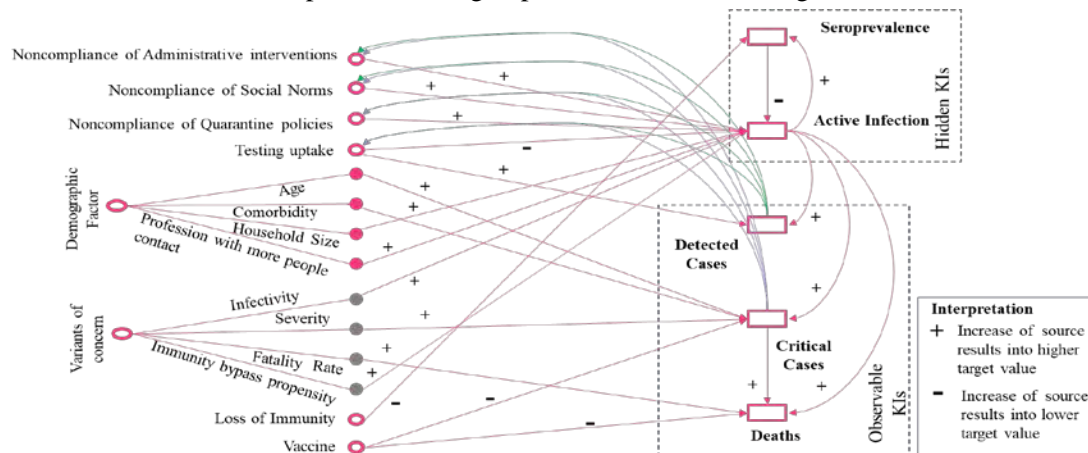 Noncompliance of Administrative interventions
Noncompliance of Social Norms
Noncompliance of Quarantine policies
Testing uptake
Demographic
Factor
Age
Comorbidity
Household Size
Profession with more people
contact
Variants of
concern
Infectivity
Severity
Fatality Rate
Immunity bypass propensity
Loss of Immunity
Vaccine
+
+
+
-
+
+
+
+
+
+
+
+
-
-
-
Seroprevalence
+
-
Active Infection
Hidden KIs
+
Detected
Cases
+
Critical
Cases
+
+
Deaths
Observable
KIs
Interpretation
+ Increase of source
results into higher
target value
- Increase of source
results into lower
target value